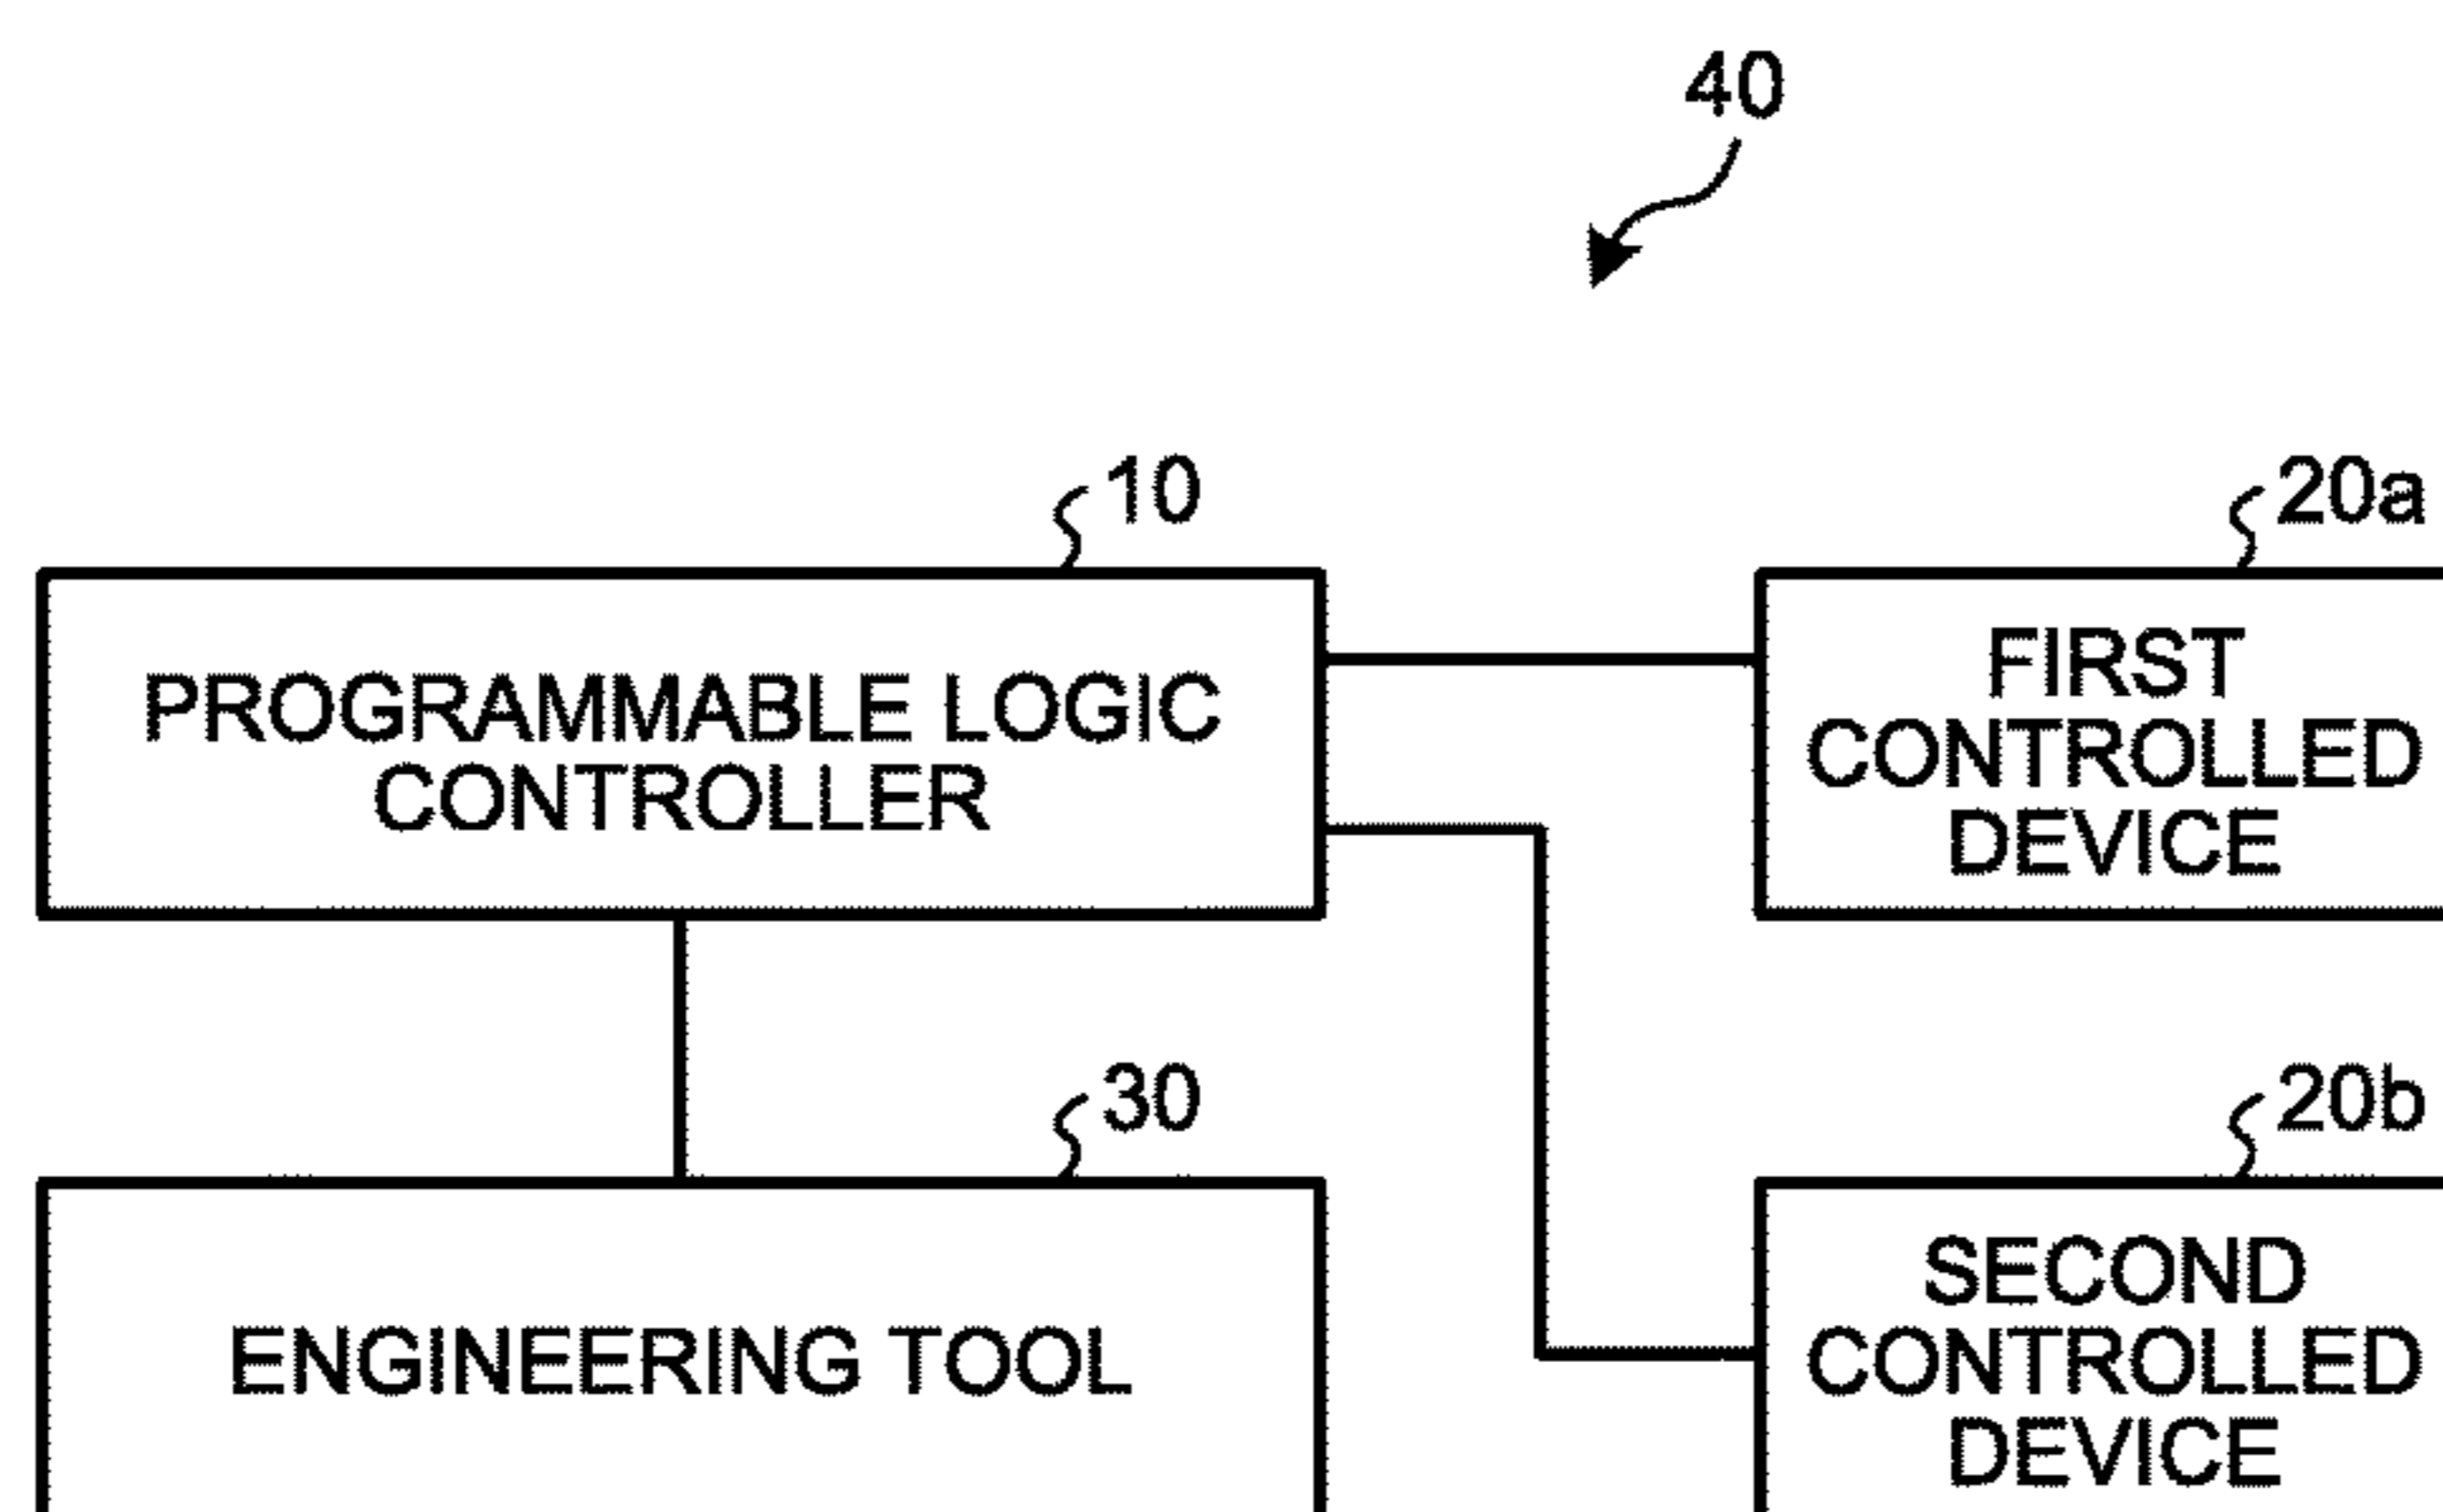 40
10
20a
PROGRAMMABLE LOGIC
CONTROLLER
FIRST
CONTROLLED
DEVICE
30
20b
ENGINEERING TOOL
SECOND
CONTROLLED
DEVICE